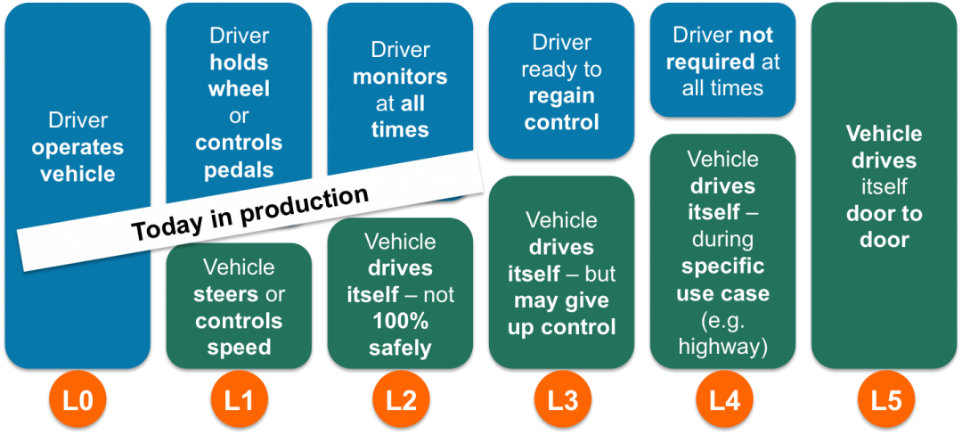 Driver
operates
vehicle
Driver
holds
wheel
or
controls
pedals
Driver
monitors
at all
times
Driver
ready to
regain
control
Driver not
required at
all times
Vehicle
drives
itself
door to
door
Today in production
Vehicle
steers or
controls
speed
Vehicle
drives
itself – not
100%
safely
Vehicle
drives
itself – but
may give
up control
Vehicle
drives
itself –
during
specific
use case
(e.g.
highway)
L0
L1
L2
L3
L4
L5